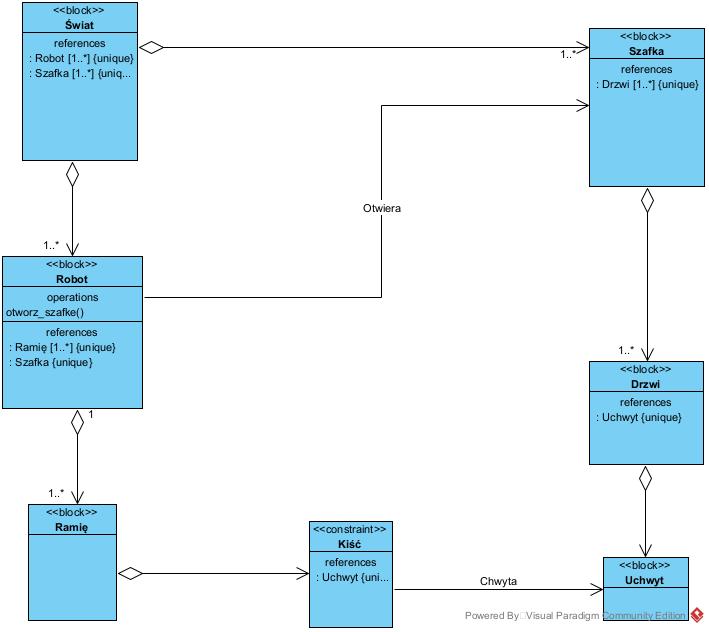 <<block>>
Świat
references
: Robot [1..*] {unique}
: Szafka [1..*] {uniq...
1..*
<<block>>
Szafka
references
: Drzwi [1..*] {unique}
Otwiera
1..*
<<block>>
Robot
operations
otworz_szafke()
references
: Ramię [1..*] {unique}
: Szafka {unique}
1..*
<<block>>
Drzwi
references
: Uchwyt {unique}
1
1..*
<<block>>
Ramię
<<constraint>>
Kiść
references
: Uchwyt {uni...
Chwyta
<<block>>
Uchwyt
Powered By Visual Paradigm Community Edition